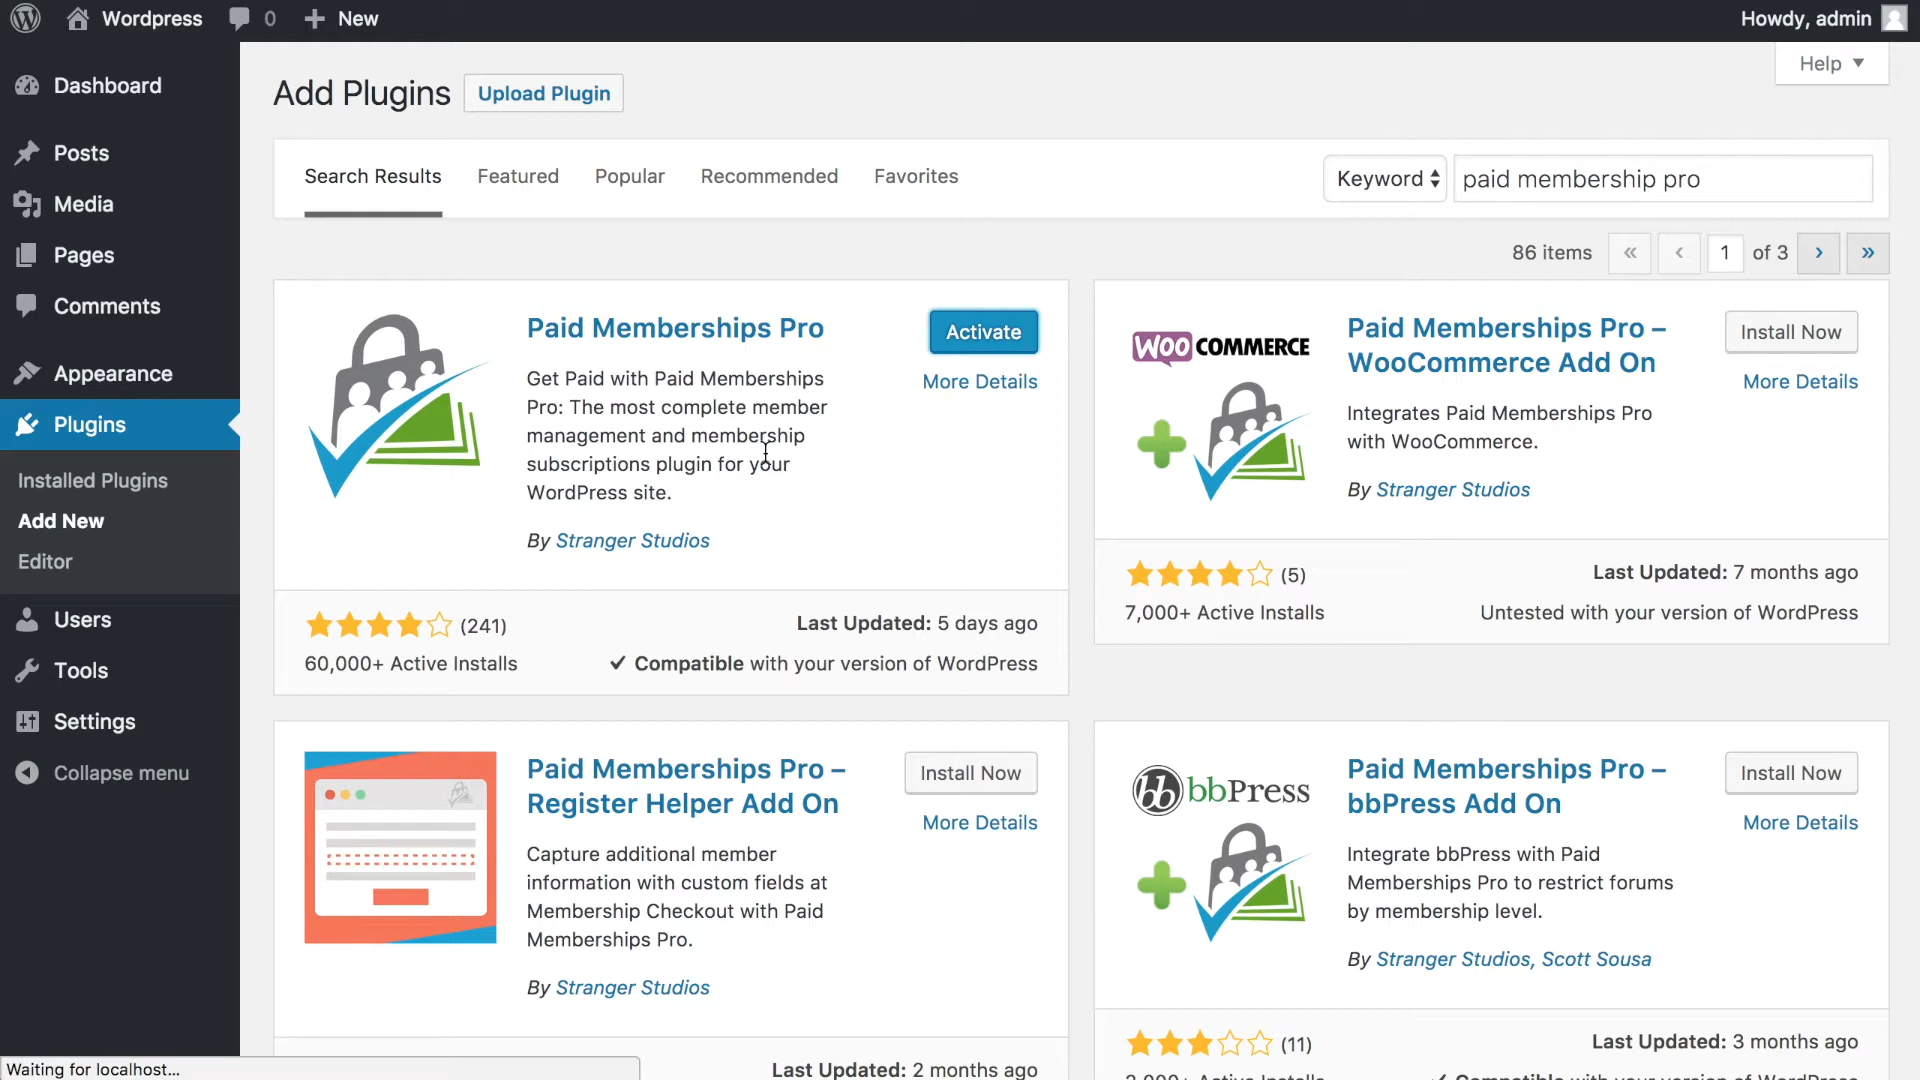 Wordpress 0 New Howdy, admin
Help
Dashboard
Posts
Media
Pages
Comments
Appearance
Plugins
Installed Plugins
Add New
Editor
Users
Tools
Settings
Collapse menu
Add Plugins Upload Plugin
Search Results Featured Popular Recommended Favorites Keyword paid membership pro
86 items « ‹ 1 of 3 › »
Paid Memberships Pro
Activate
More Details
Get Paid with Paid Memberships
Pro: The most complete member
management and membership
subscriptions plugin for your
WordPress site.
By Stranger Studios
(241)
Last Updated: 5 days ago
60,000+ Active Installs
✔ Compatible with your version of WordPress
WOOCOMMERCE
Paid Memberships Pro –
WooCommerce Add On
Install Now
More Details
Integrates Paid Memberships Pro
with WooCommerce.
By Stranger Studios
(5)
Last Updated: 7 months ago
7,000+ Active Installs
Untested with your version of WordPress
Paid Memberships Pro –
Register Helper Add On
Install Now
More Details
Capture additional member
information with custom fields at
Membership Checkout with Paid
Memberships Pro.
By Stranger Studios
Last Updated: 2 months ago
bb bbPress
Paid Memberships Pro –
bbPress Add On
Install Now
More Details
Integrate bbPress with Paid
Memberships Pro to restrict forums
by membership level.
By Stranger Studios, Scott Sousa
(11)
Last Updated: 3 months ago
Waiting for localhost...